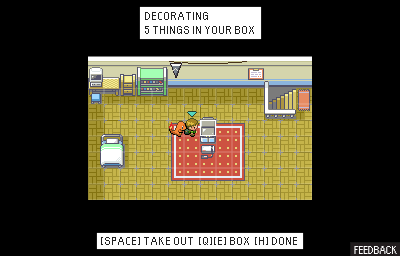 DECORATING
5 THINGS IN YOUR BOX
[SPACE] TAKE OUT [Q][E] BOX [H] DONE
FEEDBACK